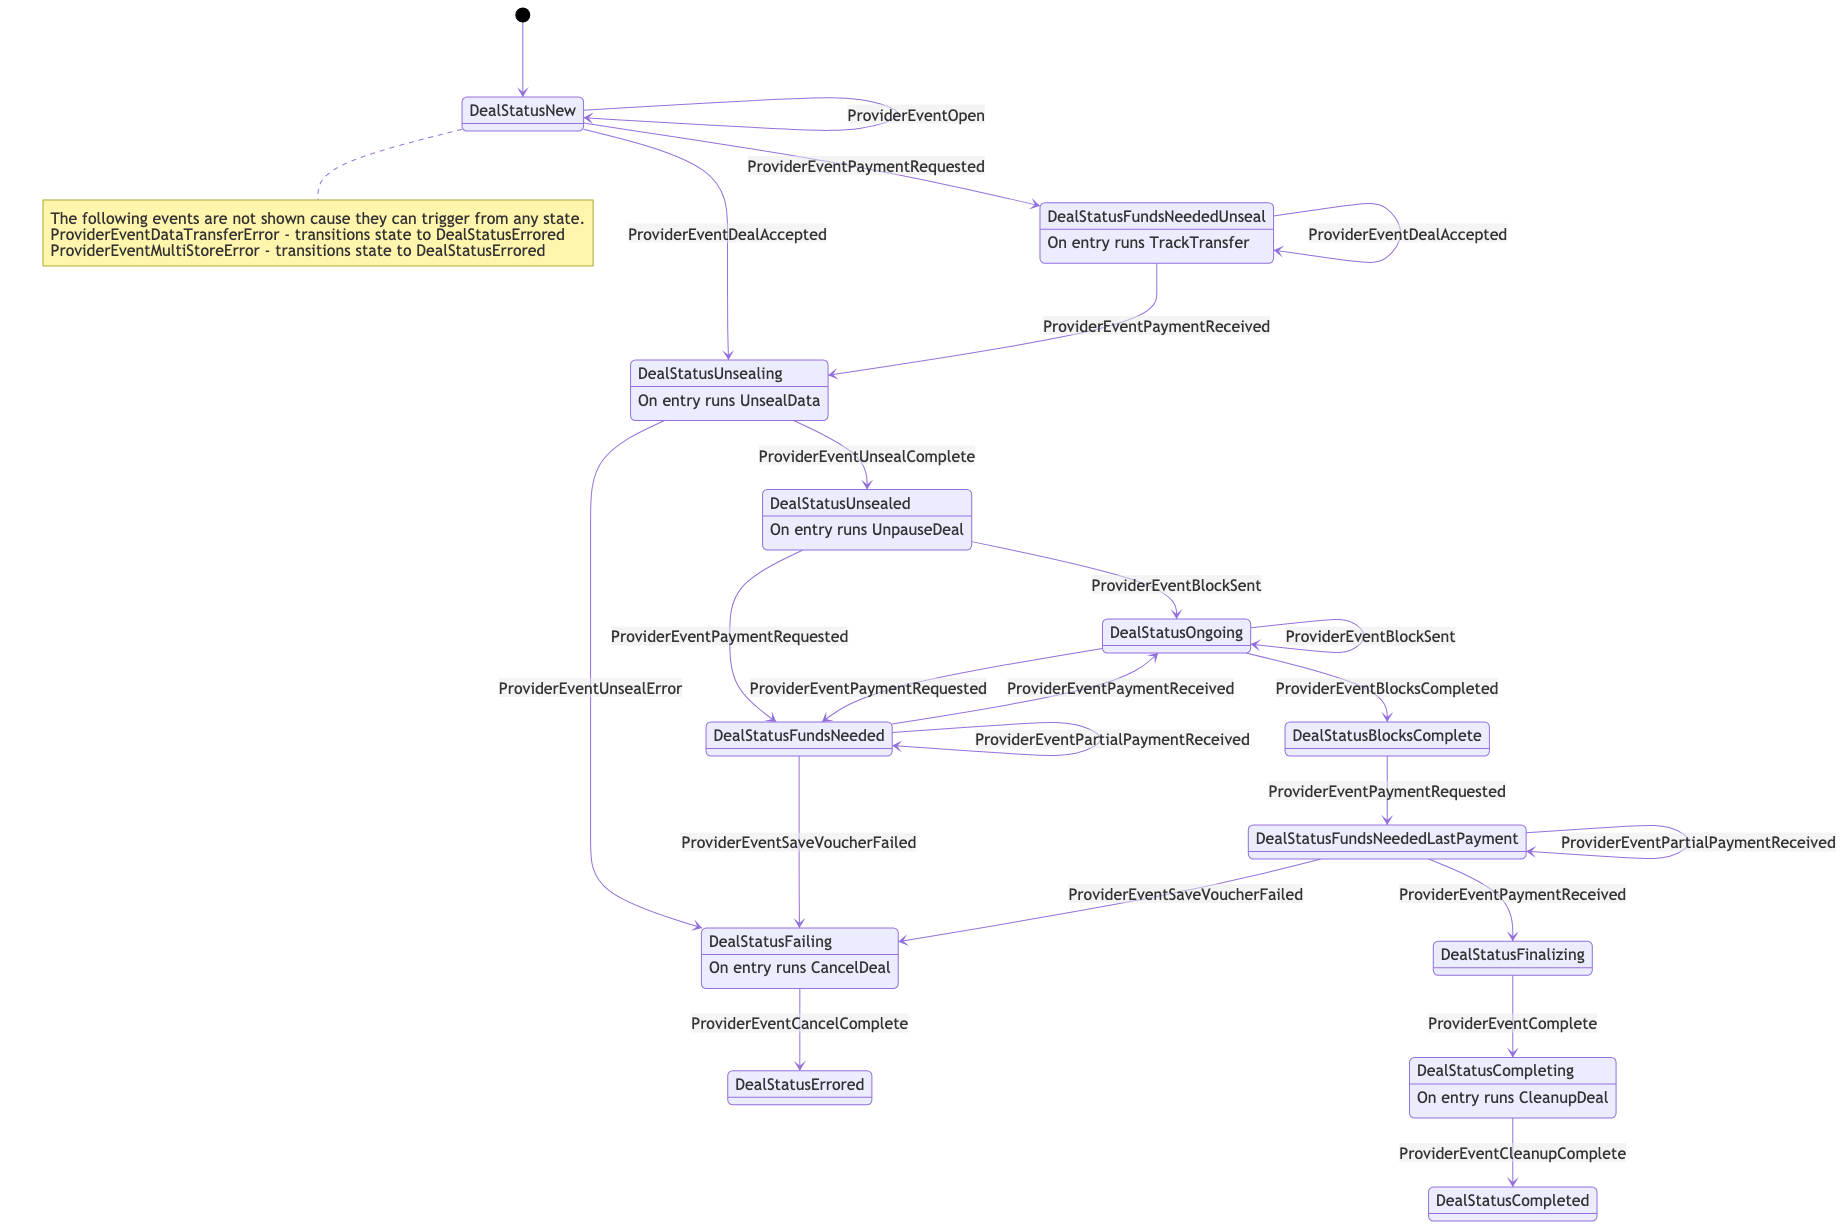 DealStatusNew
ProviderEventOpen
ProviderEventPaymentRequested
The following events are not shown cause they can trigger from any state.
ProviderEventDataTransferError - transitions state to DealStatusErrored
ProviderEventMultiStoreError - transitions state to DealStatusErrored
ProviderEventDealAccepted
DealStatusFundsNeededUnseal
On entry runs TrackTransfer
ProviderEventDealAccepted
ProviderEventPaymentReceived
DealStatusUnsealing
On entry runs UnsealData
ProviderEventUnsealComplete
DealStatusUnsealed
On entry runs UnpauseDeal
ProviderEventBlockSent
ProviderEventPaymentRequested
DealStatusOngoing
ProviderEventBlockSent
ProviderEventUnsealError
ProviderEventPaymentRequested
ProviderEventPaymentReceived
ProviderEventBlocksCompleted
DealStatusFundsNeeded
ProviderEventPartialPaymentReceived
DealStatusBlocksComplete
ProviderEventPaymentRequested
ProviderEventSaveVoucherFailed
DealStatusFundsNeededLastPayment
ProviderEventPartialPaymentReceived
ProviderEventSaveVoucherFailed
ProviderEventPaymentReceived
DealStatusFailing
On entry runs CancelDeal
DealStatusFinalizing
ProviderEventCancelComplete
ProviderEventComplete
DealStatusErrored
DealStatusCompleting
On entry runs CleanupDeal
ProviderEventCleanupComplete
DealStatusCompleted